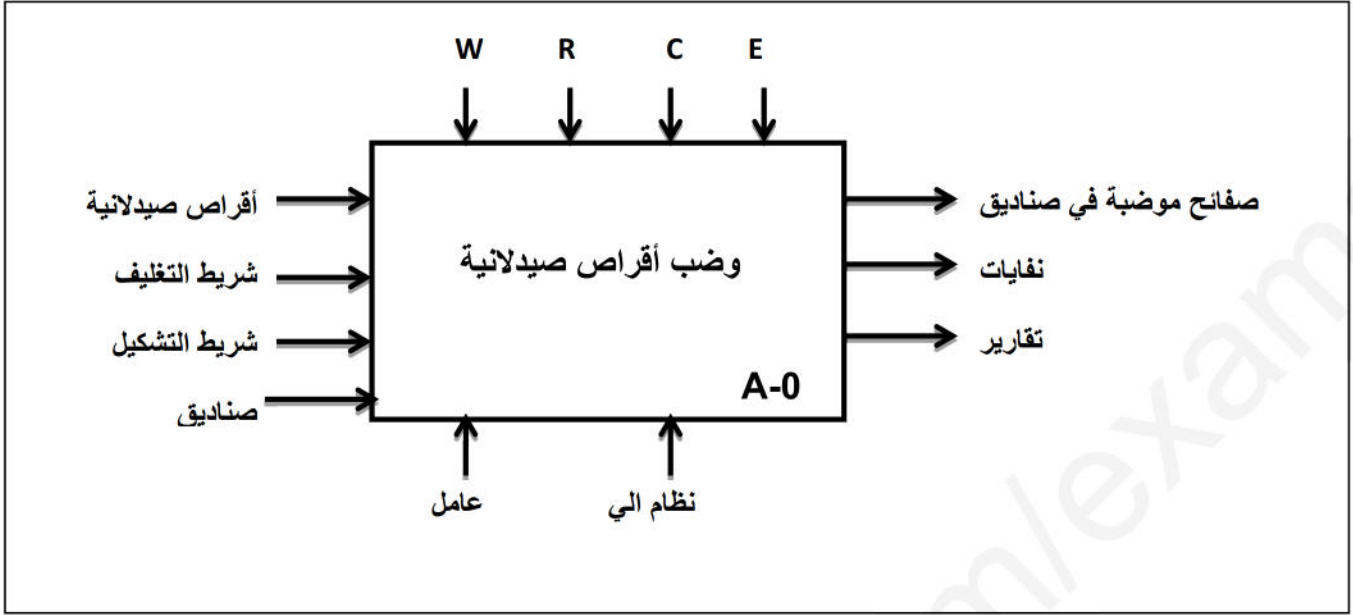 W R C E
أقراص صيدلانية
شريط التغليف
شريط التشكيل
صناديق
وضب أقراص صيدلانية
A-0
صفائح موضبة في صناديق
نفايات
تقارير
عامل
نظام الي
m/exam